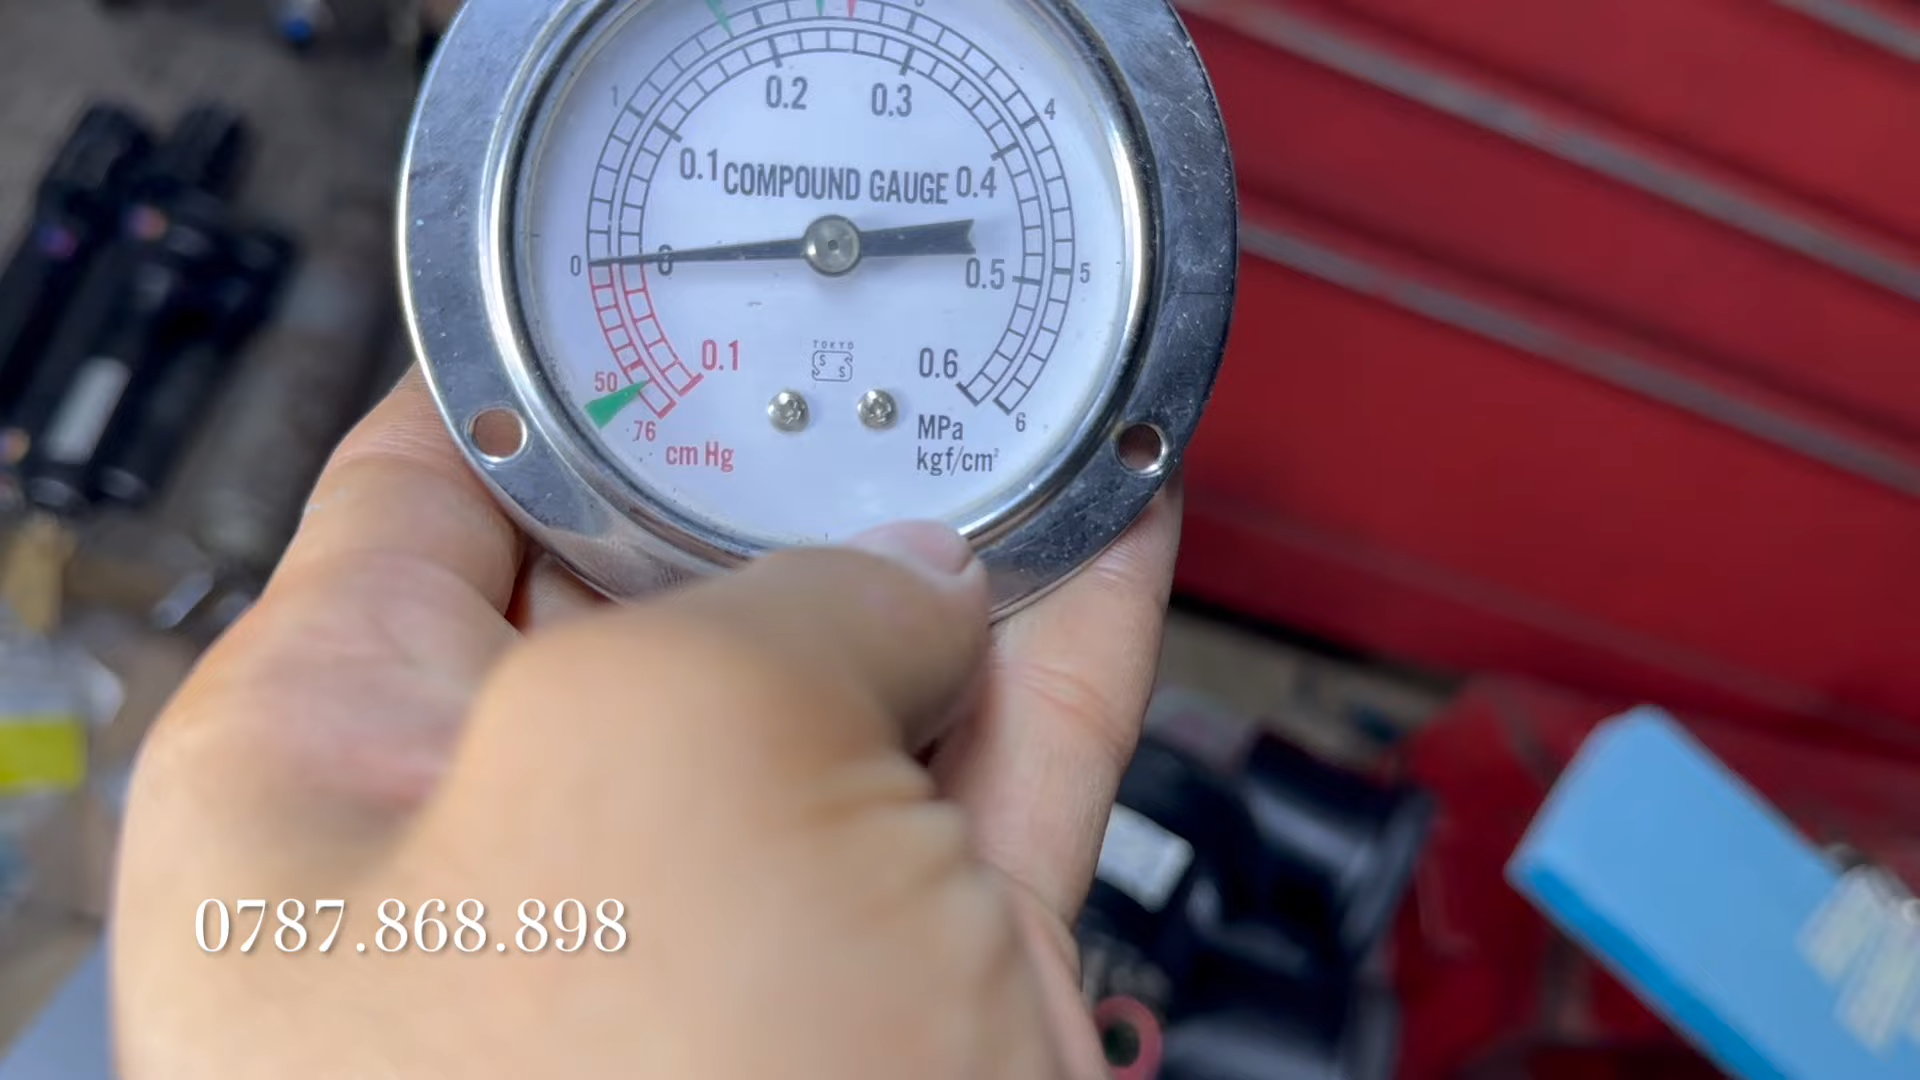 3
0.2 0.3
1 4
0.1 COMPOUND GAUGE 0.4
0 0 0.5 5
TOKYO
0.1 S S 0.6
50
76 MPa 6
cm Hg kgf/cm²
0787.868.898